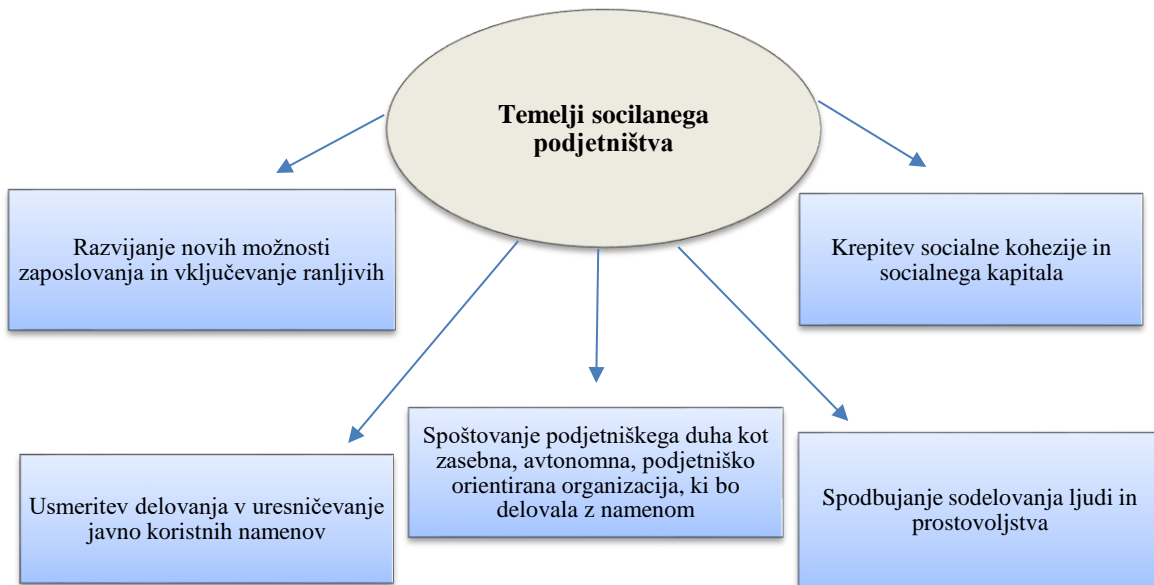 Temelji socilanega
podjetništva
Razvijanje novih možnosti
zaposlovanja in vključevanje ranljivih
Krepitev socialne kohezije in
socialnega kapitala
Usmeritev delovanja v uresničevanje
javno koristnih namenov
Spoštovanje podjetniškega duha kot
zasebna, avtonomna, podjetniško
orientirana organizacija, ki bo
delovala z namenom
Spodbujanje sodelovanja ljudi in
prostovoljstva